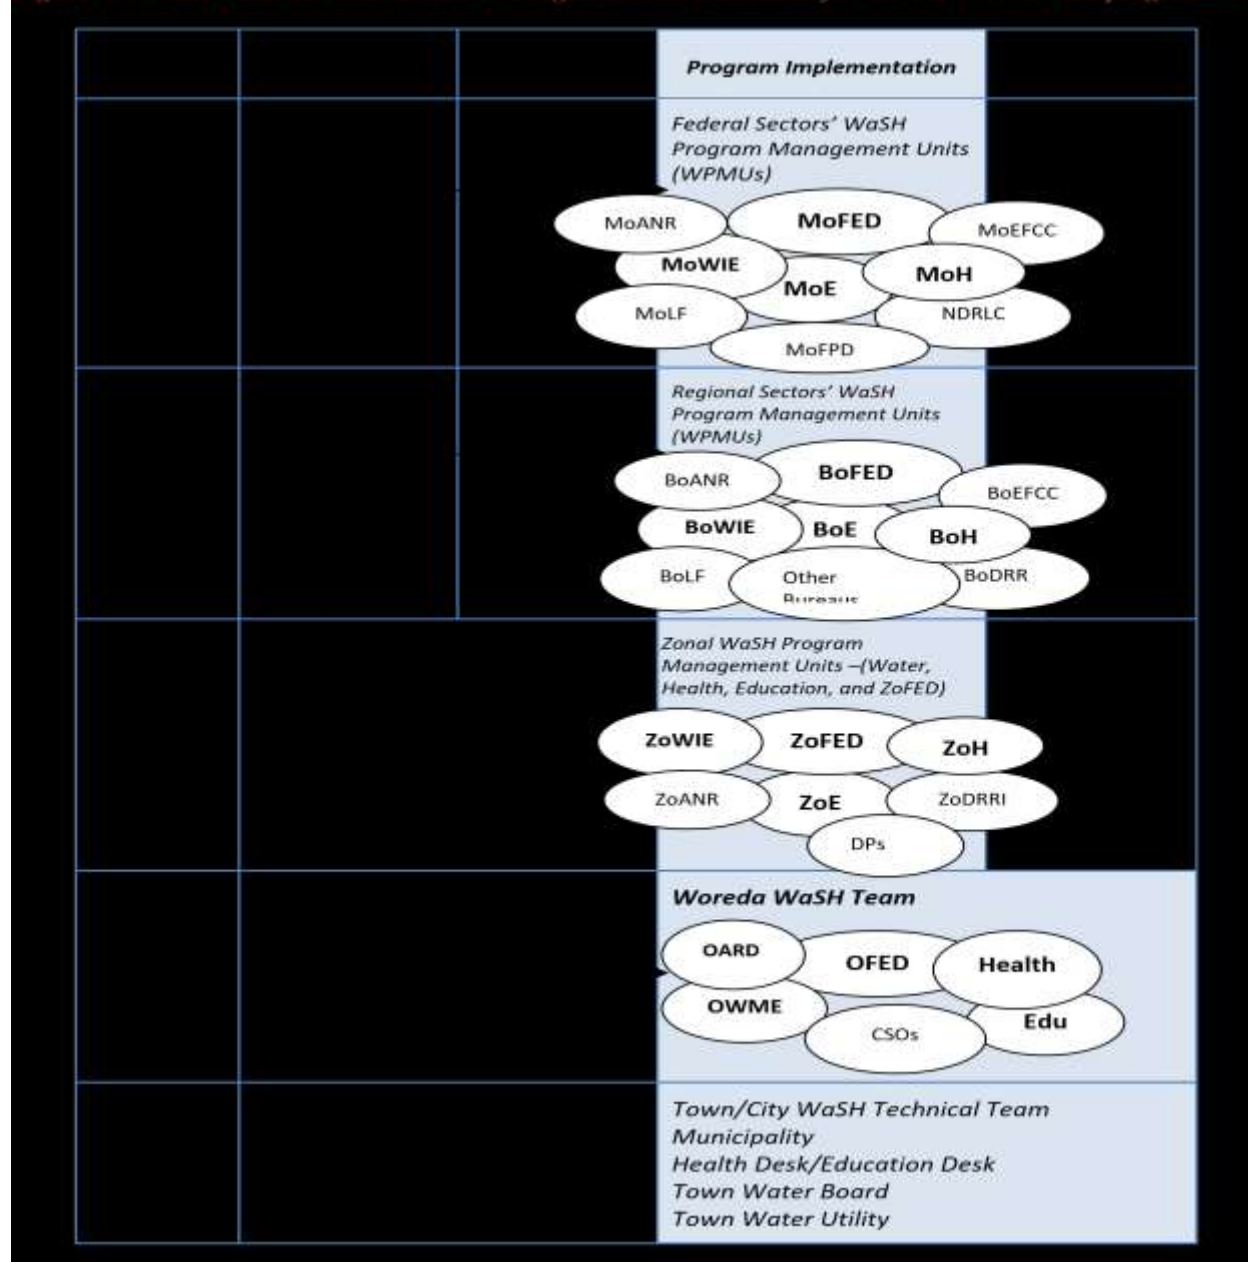 Program Implementation
Federal Sectors’ WaSH
Program Management Units
(WPMUs)
MoANR
MoFED
MoEFCC
MoWIE
MoE
MoH
MoLF
NDRLC
MoFPD
Regional Sectors’ WaSH
Program Management Units
(WPMUs)
BoANR
BoFED
BoEFCC
BoWIE
BoE
BoH
BoLF
Other
BoDRR
Zonal WaSH Program
Management Units –(Water,
Health, Education, and ZoFED)
ZoWIE
ZoFED
ZoH
ZoANR
ZoE
ZoDRRI
DPs
Woreda WaSH Team
OARD
OFED
Health
OWME
CSOs
Edu
Town/City WaSH Technical Team
Municipality
Health Desk/Education Desk
Town Water Board
Town Water Utility